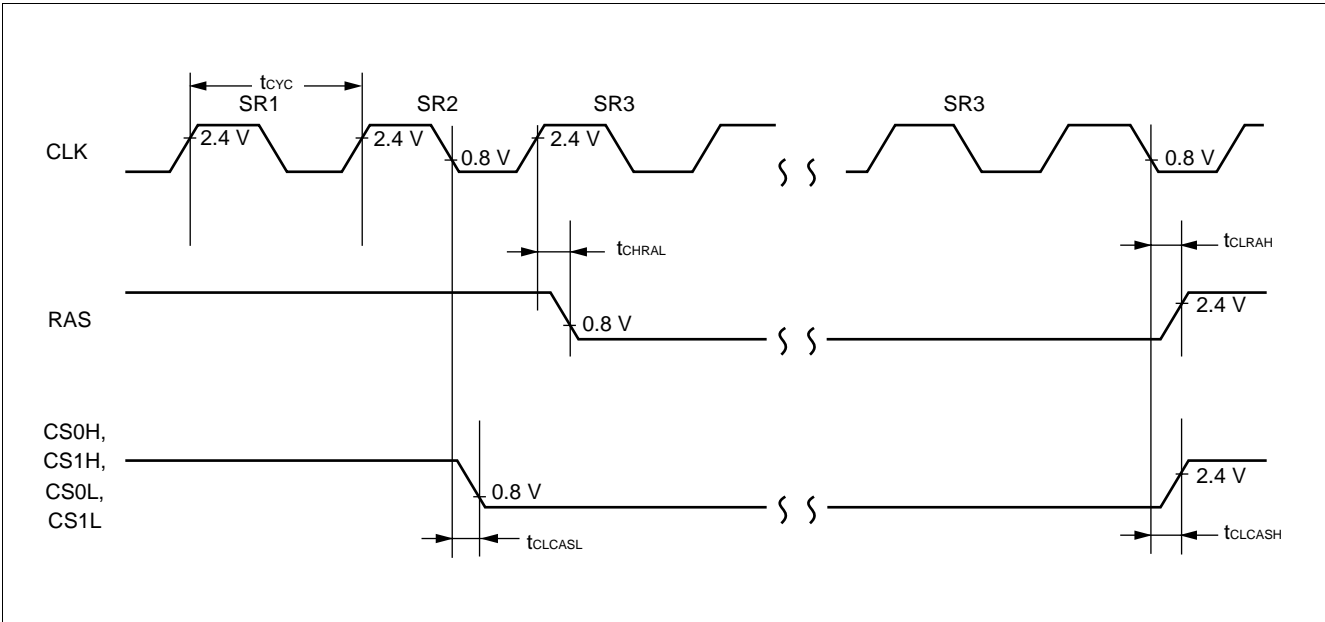 tCYC
SR1 SR2 SR3 SR3
CLK 2.4 V 2.4 V 0.8 V 2.4 V 0.8 V
tCHRAL tCLRAH
RAS 0.8 V 2.4 V
CS0H,
CS1H,
CS0L,
CS1L
0.8 V 2.4 V
tCLCASL tCLCASH